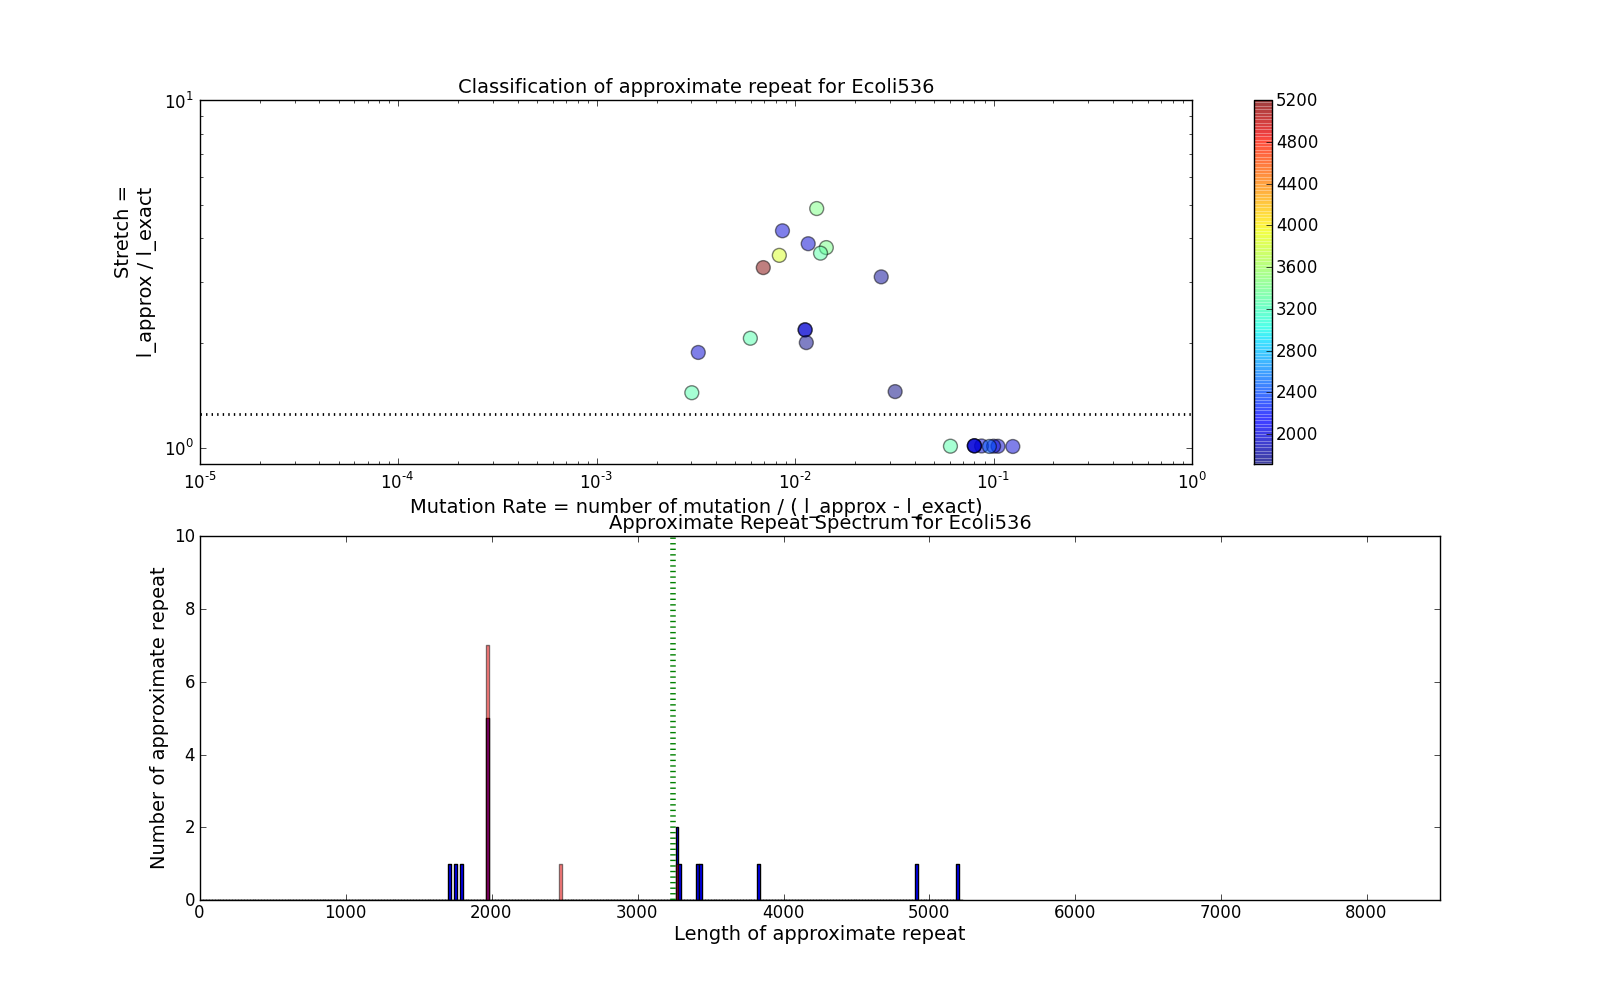 Classification of approximate repeat for Ecoli536
10^1
10^0
Stretch =
l_approx / l_exact
10^-5 10^-4 10^-3 10^-2 10^-1 10^0
Mutation Rate = number of mutation / ( l_approx - l_exact)
5200
4800
4400
4000
3600
3200
2800
2400
2000
Approximate Repeat Spectrum for Ecoli536
10
8
6
4
2
0
Number of approximate repeat
0 1000 2000 3000 4000 5000 6000 7000 8000
Length of approximate repeat